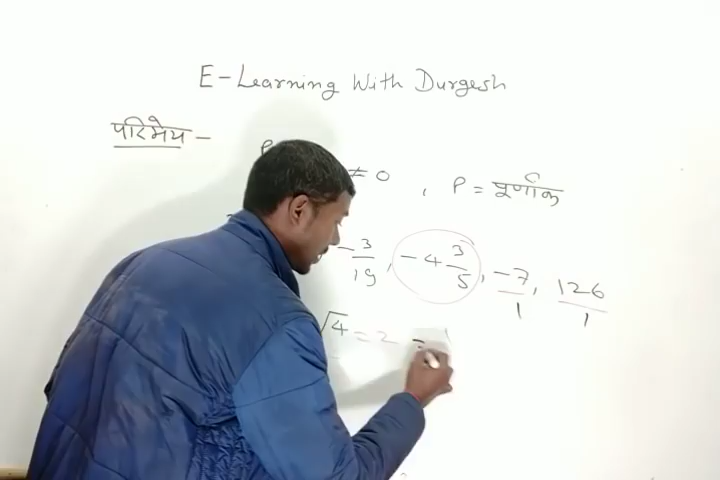 E-Learning With Durgesh
परिमेय -
P ≠ 0 , P = पूर्णांक
-3/19, -4 3/5, -7/1, 126/1
√4 = 2 =